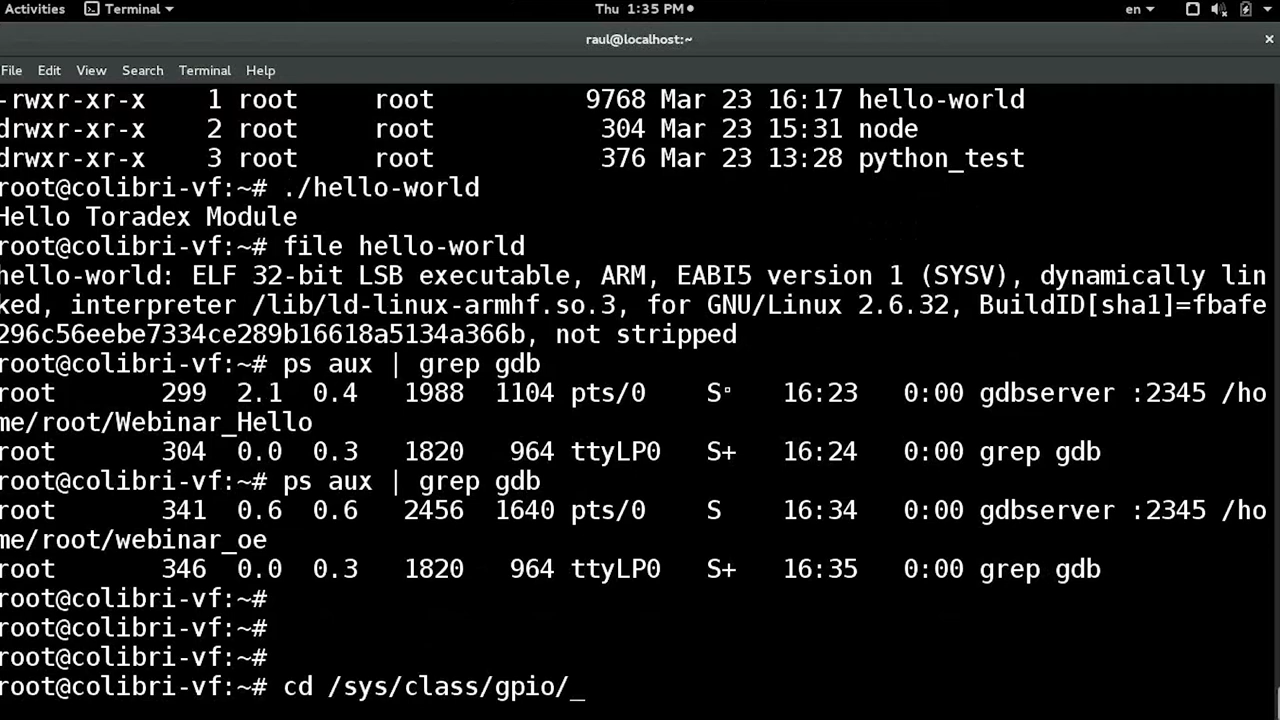 Activities Terminal Thu 1:35 PM en
raul@localhost:~
File Edit View Search Terminal Help
-rwxr-xr-x 1 root root 9768 Mar 23 16:17 hello-world
drwxr-xr-x 2 root root 304 Mar 23 15:31 node
drwxr-xr-x 3 root root 376 Mar 23 13:28 python_test
root@colibri-vf:~# ./hello-world
Hello Toradex Module
root@colibri-vf:~# file hello-world
hello-world: ELF 32-bit LSB executable, ARM, EABI5 version 1 (SYSV), dynamically lin
ked, interpreter /lib/ld-linux-armhf.so.3, for GNU/Linux 2.6.32, BuildID[sha1]=fbafe
296c56eebe7334ce289b16618a5134a366b, not stripped
root@colibri-vf:~# ps aux | grep gdb
root 299 2.1 0.4 1988 1104 pts/0 S 16:23 0:00 gdbserver :2345 /ho
me/root/Webinar_Hello
root 304 0.0 0.3 1820 964 ttyLP0 S+ 16:24 0:00 grep gdb
root@colibri-vf:~# ps aux | grep gdb
root 341 0.6 0.6 2456 1640 pts/0 S 16:34 0:00 gdbserver :2345 /ho
me/root/webinar_oe
root 346 0.0 0.3 1820 964 ttyLP0 S+ 16:35 0:00 grep gdb
root@colibri-vf:~#
root@colibri-vf:~#
root@colibri-vf:~#
root@colibri-vf:~# cd /sys/class/gpio/_